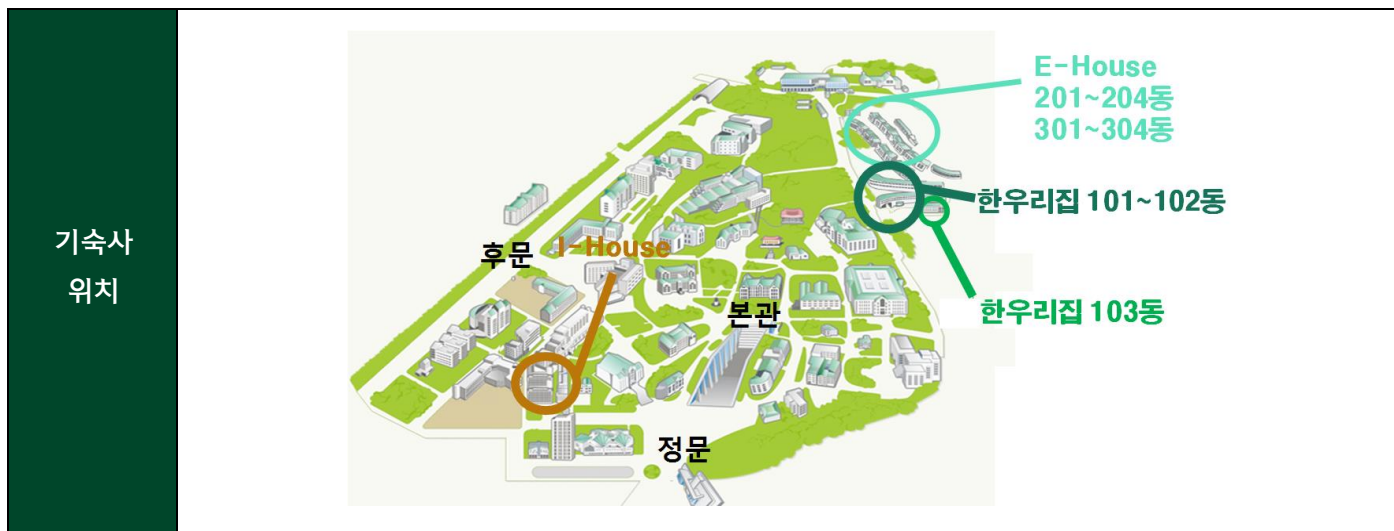 기숙사
위치
E-House
201~204동
301~304동
한우리집 101~102동
후문
I-House
본관
한우리집 103동
정문